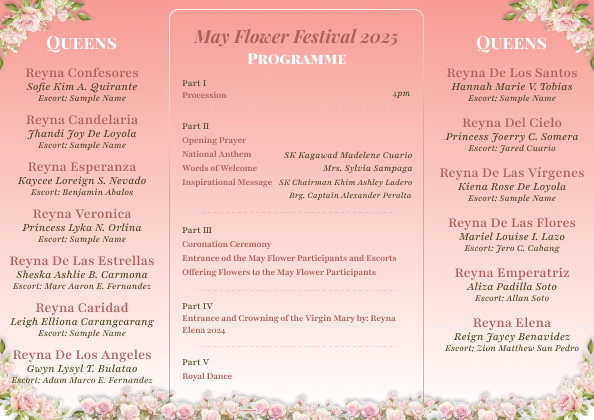 QUEENS
Reyna Confesores
Sofie Kim A. Quirante
Escort: Sample Name
Reyna Candelaria
Jhandi Joy De Loyola
Escort: Sample Name
Reyna Esperanza
Kaycee Loreign S. Nevado
Escort: Benjamin Abalos
Reyna Veronica
Princess Lyka N. Orlina
Escort: Sample Name
Reyna De Las Estrellas
Sheska Ashlie B. Carmona
Escort: Marc Aaron E. Fernandez
Reyna Caridad
Leigh Elliona Carangcarang
Escort: Sample Name
Reyna De Los Angeles
Gwyn Lysyl T. Bulatao
Escort: Adam Marco E. Fernandez
May Flower Festival 2025
PROGRAMME
Part I
Procession 4pm
Part II
Opening Prayer
National Anthem SK Kagawad Madelene Cuario
Words of Welcome Mrs. Sylvia Sampaga
Inspirational Message SK Chairman Khim Ashley Ladero
Brg. Captain Alexander Peralta
Part III
Coronation Ceremony
Entrance od the May Flower Participants and Escorts
Offering Flowers to the May Flower Participants
Part IV
Entrance and Crowning of the Virgin Mary by: Reyna
Elena 2024
Part V
Royal Dance
QUEENS
Reyna De Los Santos
Hannah Marie V. Tobias
Escort: Sample Name
Reyna Del Cielo
Princess Joerry C. Somera
Escort: Jared Cuario
Reyna De Las Vírgenes
Kiena Rose De Loyola
Escort: Sample Name
Reyna De Las Flores
Mariel Louise I. Lazo
Escort: Jero C. Cabang
Reyna Emperatriz
Aliza Padilla Soto
Escort: Allan Soto
Reyna Elena
Reign Jaycy Benavidez
Escort: Zion Matthew San Pedro